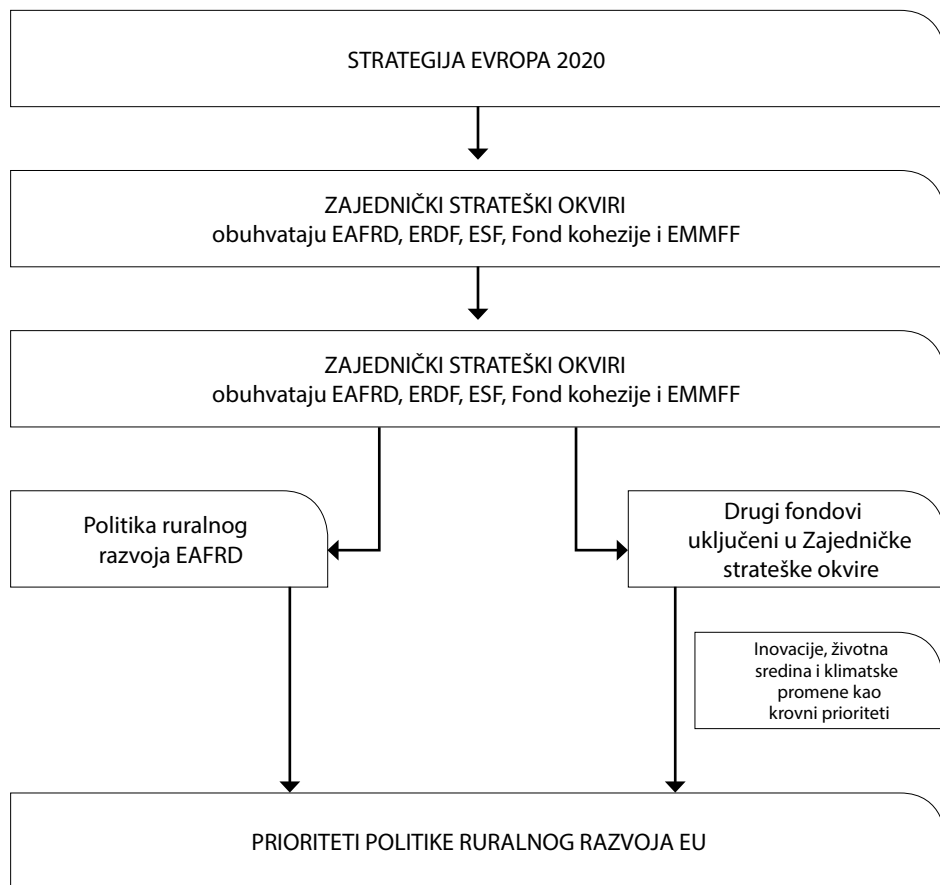 STRATEGIJA EVROPA 2020
ZAJEDNIČKI STRATEŠKI OKVIRI
obuhvataju EAFRD, ERDF, ESF, Fond kohezije i EMMFF
ZAJEDNIČKI STRATEŠKI OKVIRI
obuhvataju EAFRD, ERDF, ESF, Fond kohezije i EMMFF
Politika ruralnog
razvoja EAFRD
Drugi fondovi
uključeni u Zajedničke
strateške okvire
Inovacije, životna
sredina i klimatske
promene kao
krovni prioriteti
PRIORITETI POLITIKE RURALNOG RAZVOJA EU